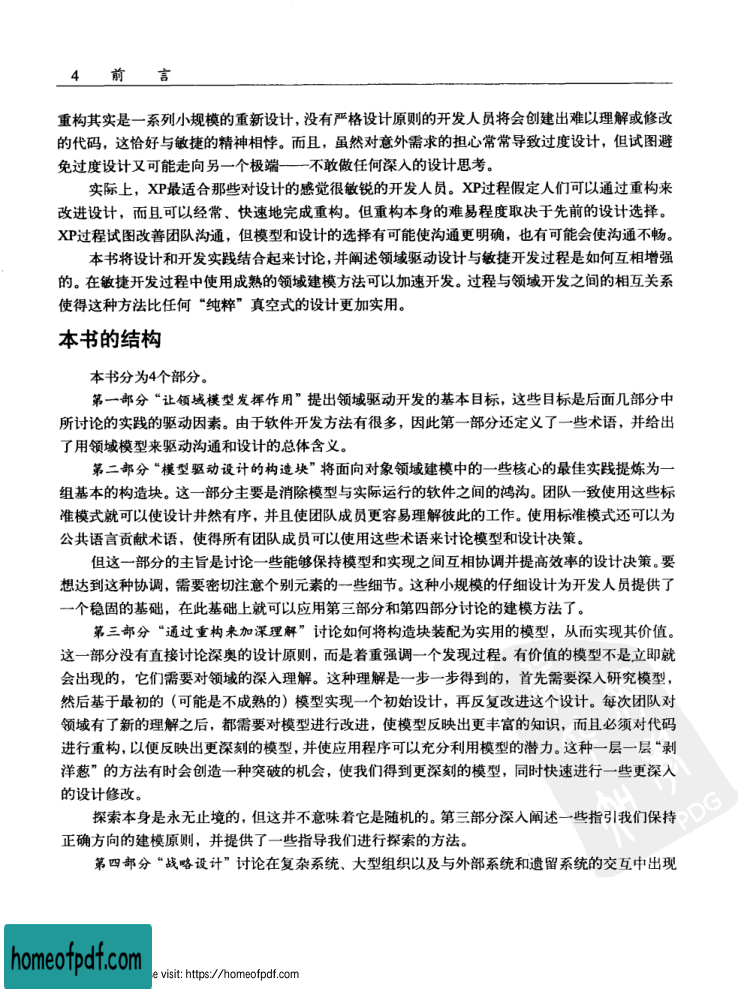 4 前 言
重构其实是一系列小规模的重新设计，没有严格设计原则的开发人员将会创建出难以理解或修改
的代码，这恰好与敏捷的精神相悖。而且，虽然对意外需求的担心常常导致过度设计，但试图避
免过度设计又可能走向另一个极端——不敢做任何深入的设计思考。
实际上，XP最适合那些对设计的感觉很敏锐的开发人员。XP过程假定人们可以通过重构来
改进设计，而且可以经常、快速地完成重构。但重构本身的难易程度取决于先前的设计选择。
XP过程试图改善团队沟通，但模型和设计的选择有可能使沟通更明确，也有可能会使沟通不畅。
本书将设计和开发实践结合起来讨论，并阐述领域驱动设计与敏捷开发过程是如何互相增强
的。在敏捷开发过程中使用成熟的领域建模方法可以加速开发。过程与领域开发之间的相互关系
使得这种方法比任何“纯粹”真空式的设计更加实用。
本书的结构
本书分为4个部分。
第一部分“让领域模型发挥作用”提出领域驱动开发的基本目标，这些目标是后面几部分中
所讨论的实践的驱动因素。由于软件开发方法有很多，因此第一部分还定义了一些术语，并给出
了用领域模型来驱动沟通和设计的总体含义。
第二部分“模型驱动设计的构造块”将面向对象领域建模中的一些核心的最佳实践提炼为一
组基本的构造块。这一部分主要是消除模型与实际运行的软件之间的鸿沟。团队一致使用这些标
准模式就可以使设计井然有序，并且使团队成员更容易理解彼此的工作。使用标准模式还可以为
公共语言贡献术语，使得所有团队成员可以使用这些术语来讨论模型和设计决策。
但这一部分的主旨是讨论一些能够保持模型和实现之间互相协调并提高效率的设计决策。要
想达到这种协调，需要密切注意个别元素的一些细节。这种小规模的仔细设计为开发人员提供了
一个稳固的基础，在此基础上就可以应用第三部分和第四部分讨论的建模方法了。
第三部分“通过重构来加深理解”讨论如何将构造块装配为实用的模型，从而实现其价值。
这一部分没有直接讨论深奥的设计原则，而是着重强调一个发现过程。有价值的模型不是立即就
会出现的，它们需要对领域的深入理解。这种理解是一步一步得到的，首先需要深入研究模型，
然后基于最初的（可能是不成熟的）模型实现一个初始设计，再反复改进这个设计。每次团队对
领域有了新的理解之后，都需要对模型进行改进，使模型反映出更丰富的知识，而且必须对代码
进行重构，以便反映出更深刻的模型，并使应用程序可以充分利用模型的潜力。这种一层一层“剥
洋葱”的方法有时会创造一种突破的机会，使我们得到更深刻的模型，同时快速进行一些更深入
的设计修改。
探索本身是永无止境的，但这并不意味着它是随机的。第三部分深入阐述一些指引我们保持
正确方向的建模原则，并提供了一些指导我们进行探索的方法。
第四部分“战略设计”讨论在复杂系统、大型组织以及与外部系统和遗留系统的交互中出现
PDG
homeofpdf.com
e visit: https://homeofpdf.com